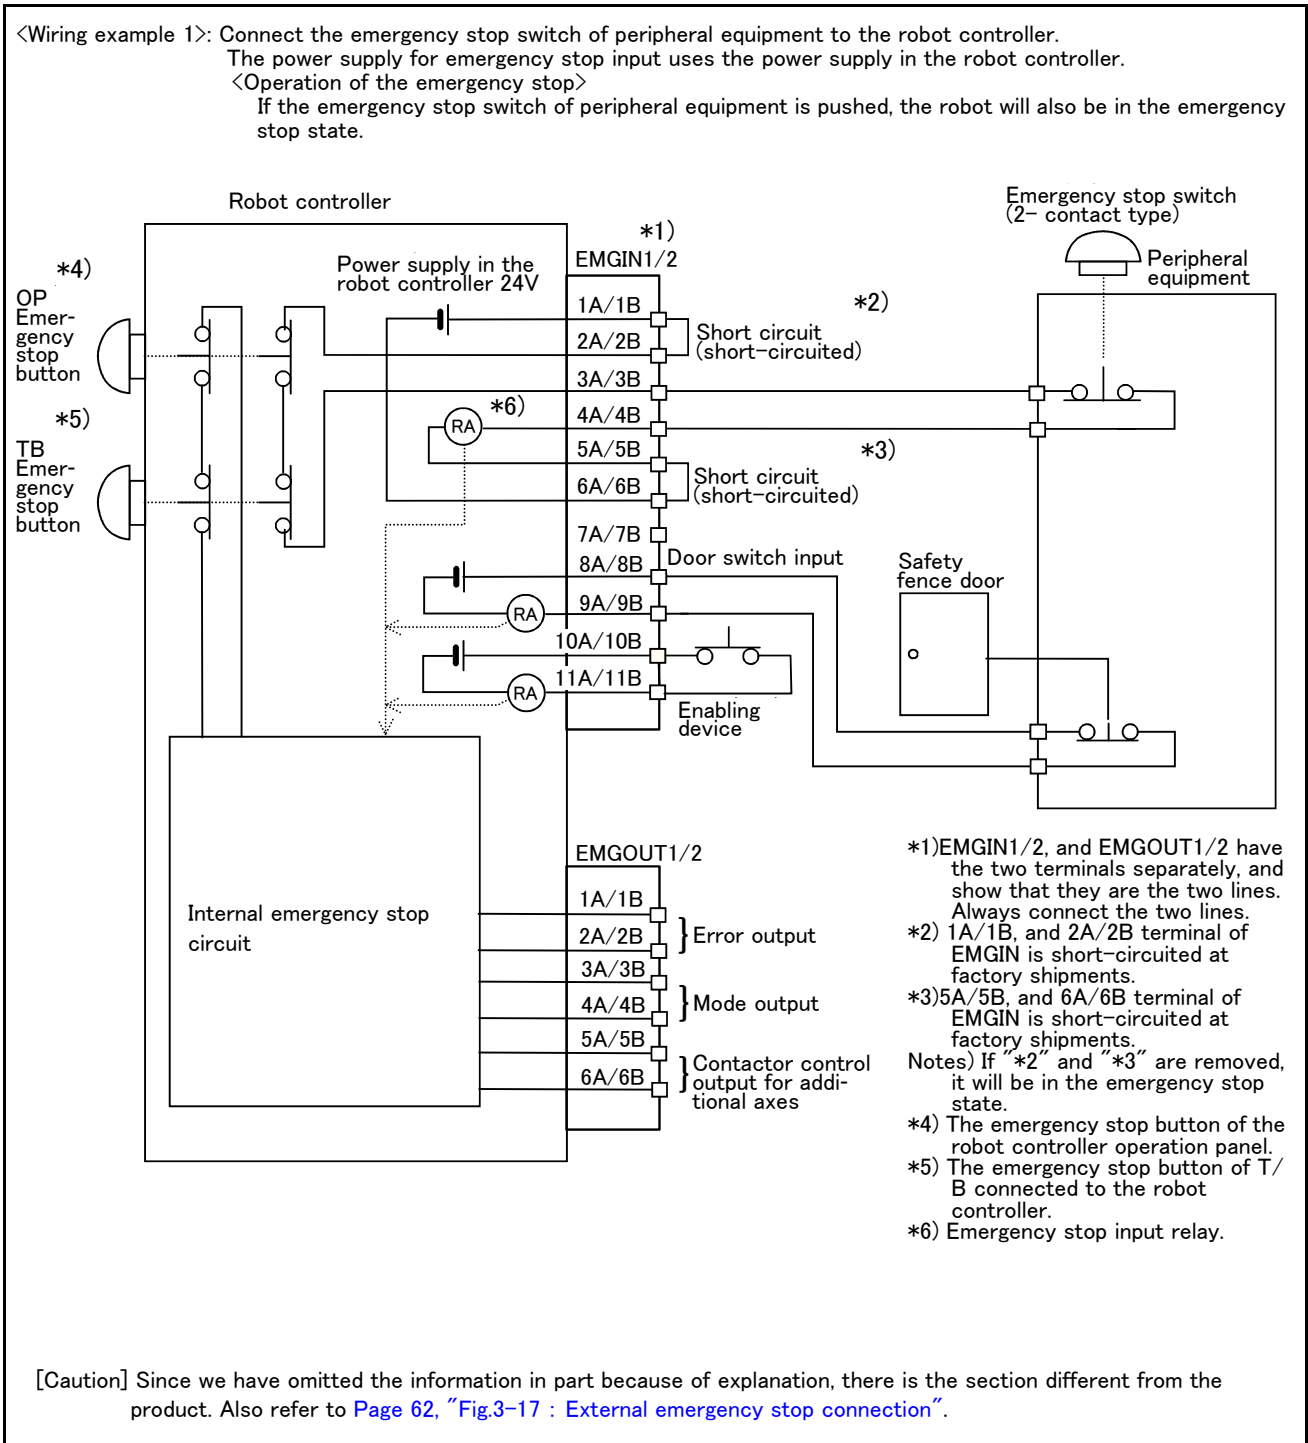 <Wiring example 1>: Connect the emergency stop switch of peripheral equipment to the robot controller.
The power supply for emergency stop input uses the power supply in the robot controller.
<Operation of the emergency stop>
If the emergency stop switch of peripheral equipment is pushed, the robot will also be in the emergency
stop state.
Robot controller
Emergency stop switch
(2- contact type)
Peripheral
equipment
*1)
EMGIN1/2
Power supply in the
robot controller 24V
*4)
OP
Emer-
gency
stop
button
*5)
TB
Emer-
gency
stop
button
1A/1B
2A/2B
3A/3B
4A/4B
5A/5B
6A/6B
7A/7B
8A/8B
9A/9B
10A/10B
11A/11B
*2)
Short circuit
(short-circuited)
*6)
RA
*3)
Short circuit
(short-circuited)
Door switch input
Safety
fence door
RA
RA
Enabling
device
Internal emergency stop
circuit
EMGOUT1/2
1A/1B
2A/2B
3A/3B
4A/4B
5A/5B
6A/6B
} Error output
} Mode output
} Contactor control
output for addi-
tional axes
*1)EMGIN1/2, and EMGOUT1/2 have
the two terminals separately, and
show that they are the two lines.
Always connect the two lines.
*2) 1A/1B, and 2A/2B terminal of
EMGIN is short-circuited at
factory shipments.
*3)5A/5B, and 6A/6B terminal of
EMGIN is short-circuited at
factory shipments.
Notes) If "*2" and "*3" are removed,
it will be in the emergency stop
state.
*4) The emergency stop button of the
robot controller operation panel.
*5) The emergency stop button of T/
B connected to the robot
controller.
*6) Emergency stop input relay.
[Caution] Since we have omitted the information in part because of explanation, there is the section different from the
product. Also refer to Page 62, "Fig.3-17 : External emergency stop connection".